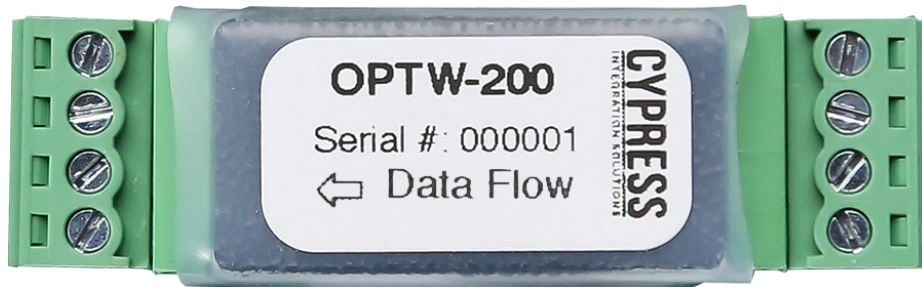 OPTW-200
Serial #: 000001
Data Flow
CYPRESS
INTEGRATION SOLUTIONS